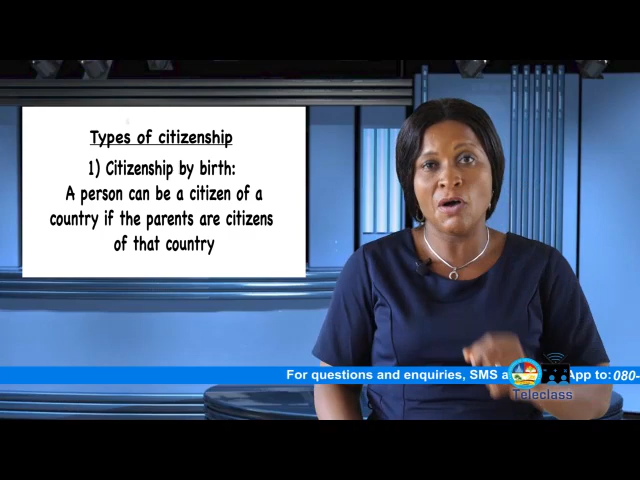 Types of citizenship
1) Citizenship by birth:
A person can be a citizen of a
country if the parents are citizens
of that country
For questions and enquiries, SMS a App to: 080-
Teleclass